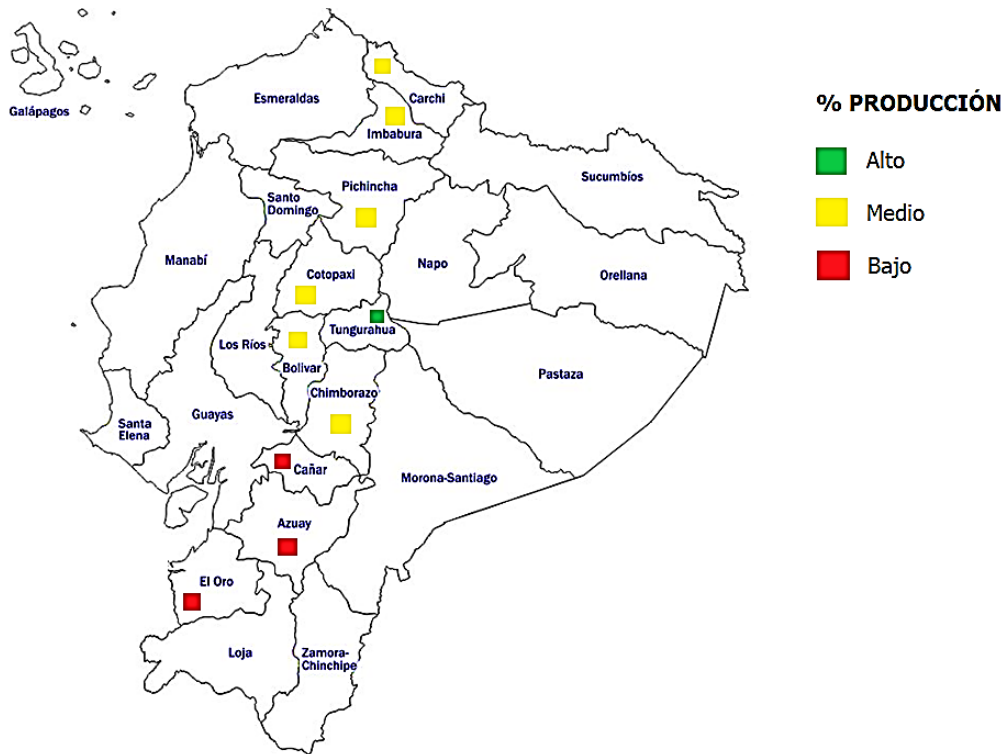 Galápagos
Esmeraldas
Carchi
Imbabura
Pichincha
Sucumbíos
Santo
Domingo
Manabí
Cotopaxi
Napo
Orellana
Los Ríos
Tungurahua
Bolivar
Pastaza
Chimborazo
Guayas
Santa
Elena
Cañar
Morona-Santiago
Azuay
El Oro
Loja
Zamora-
Chinchipe
% PRODUCCIÓN
Alto
Medio
Bajo